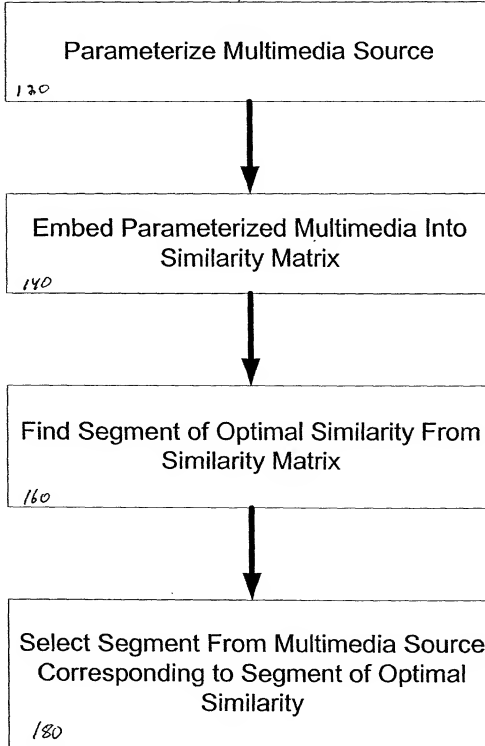 Parameterize Multimedia Source
120
Embed Parameterized Multimedia Into
Similarity Matrix
140
Find Segment of Optimal Similarity From
Similarity Matrix
160
Select Segment From Multimedia Source
Corresponding to Segment of Optimal
Similarity
180